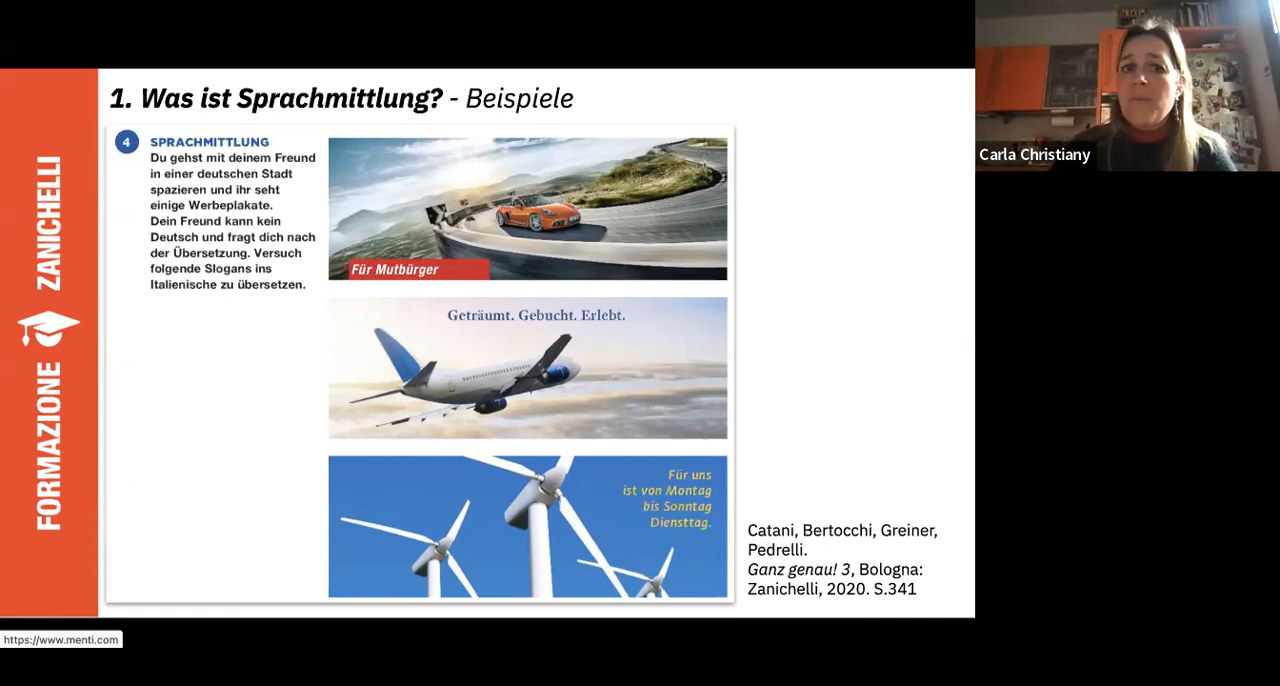 1. Was ist Sprachmittlung? - Beispiele
FORMAZIONE ZANICHELLI
4 SPRACHMITTLUNG
Du gehst mit deinem Freund
in einer deutschen Stadt
spazieren und ihr seht
einige Werbeplakate.
Dein Freund kann kein
Deutsch und fragt dich nach
der Übersetzung. Versuch
folgende Slogans ins
Italienische zu übersetzen.
Für Mutbürger
Geträumt. Gebucht. Erlebt.
Für uns
ist von Montag
bis Sonntag
Diensttag.
Catani, Bertocchi, Greiner,
Pedrelli.
Ganz genau! 3, Bologna:
Zanichelli, 2020. S.341
Carla Christiany
https://www.menti.com